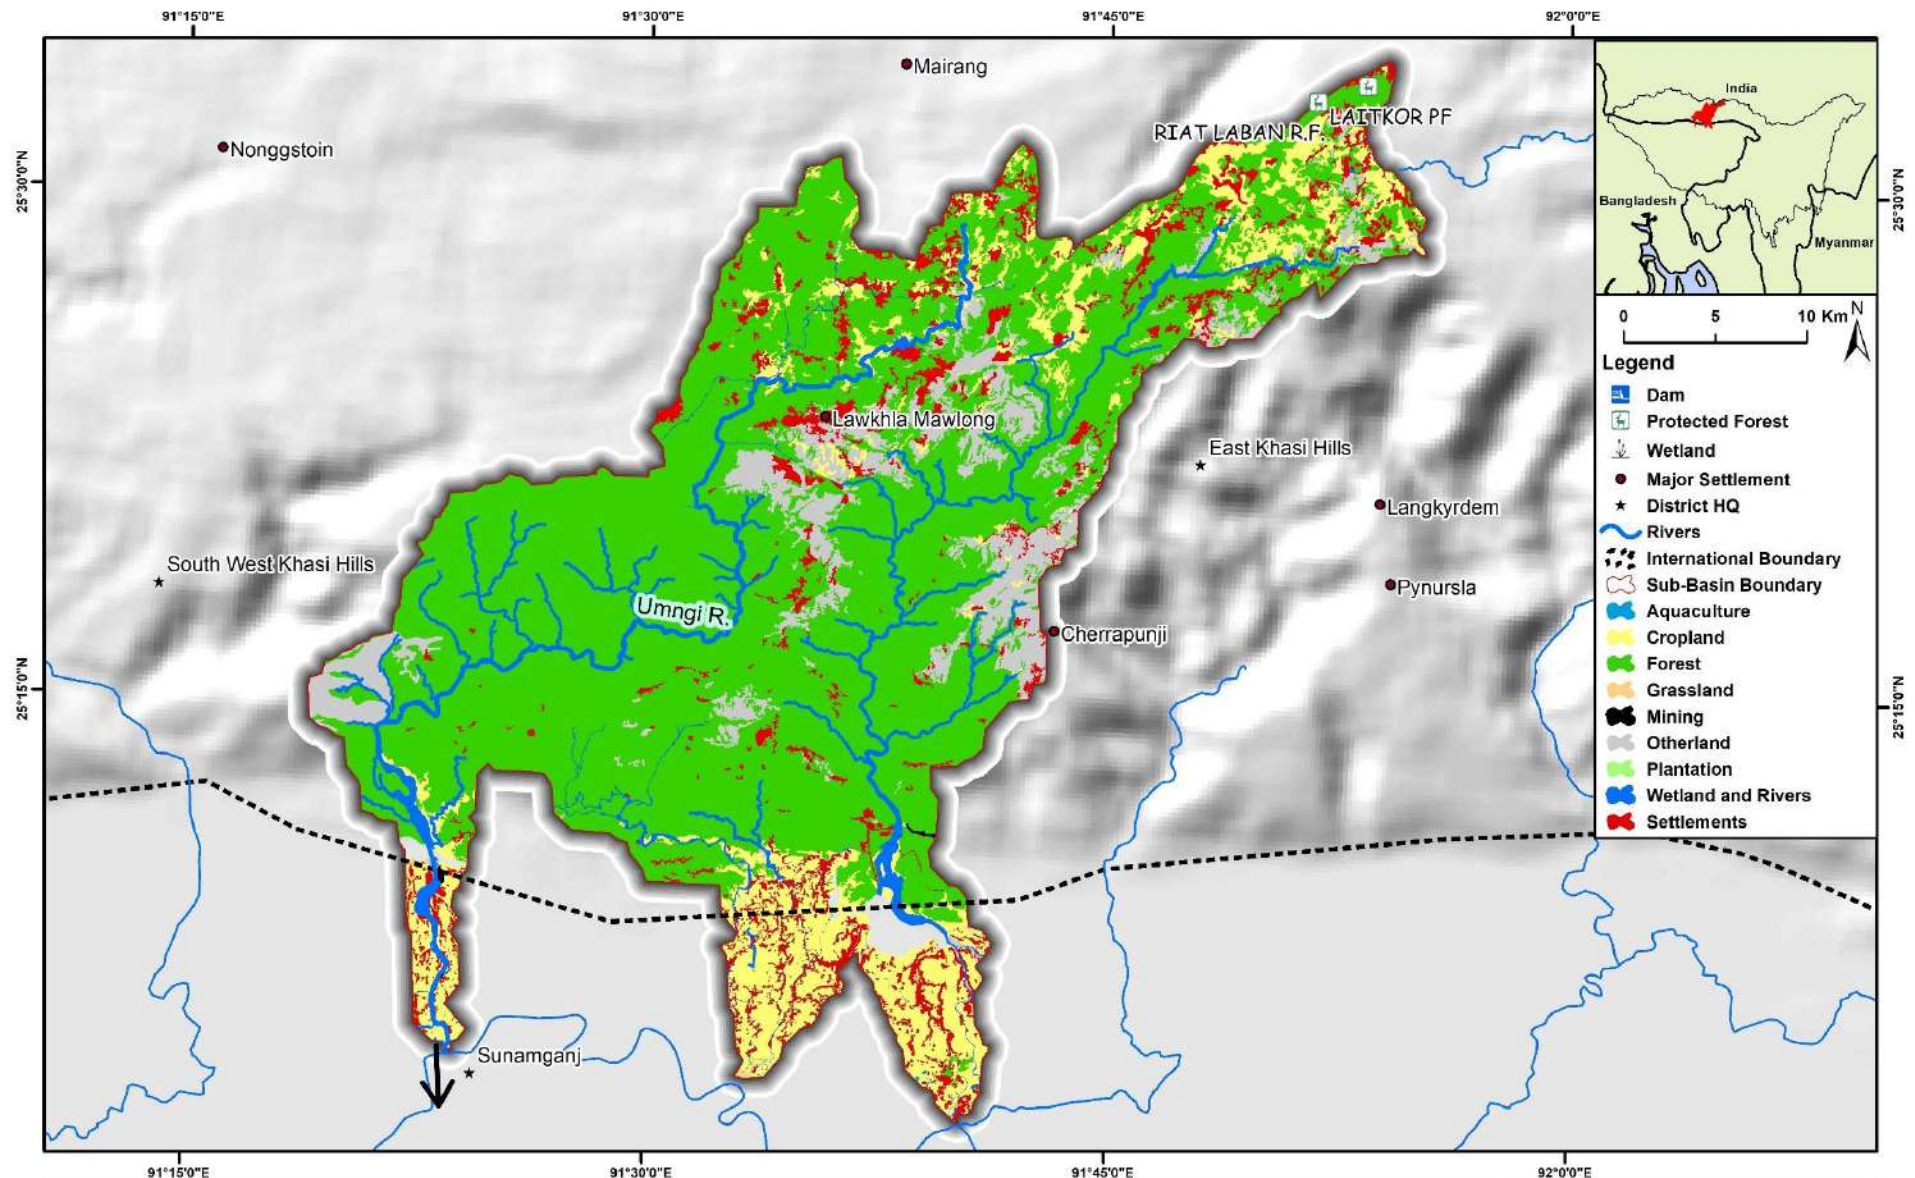 91°15'0"E
91°30'0"E
91°45'0"E
92°0'0"E
Mairang
Nonggstoin
RIAT LABAN R.F.
LAITKOR PF
25°30'0"N
25°30'0"N
India
Bangladesh
Myanmar
0 5 10 Km
N
Legend
Dam
Protected Forest
Wetland
Major Settlement
District HQ
Rivers
International Boundary
Sub-Basin Boundary
Aquaculture
Cropland
Forest
Grassland
Mining
Otherland
Plantation
Wetland and Rivers
Settlements
Lawkhla Mawlong
East Khasi Hills
Langkyrdem
South West Khasi Hills
Pynursla
Umngi R.
Cherrapunji
25°15'0"N
25°15'0"N
Sunamganj
91°15'0"E
91°30'0"E
91°45'0"E
92°0'0"E